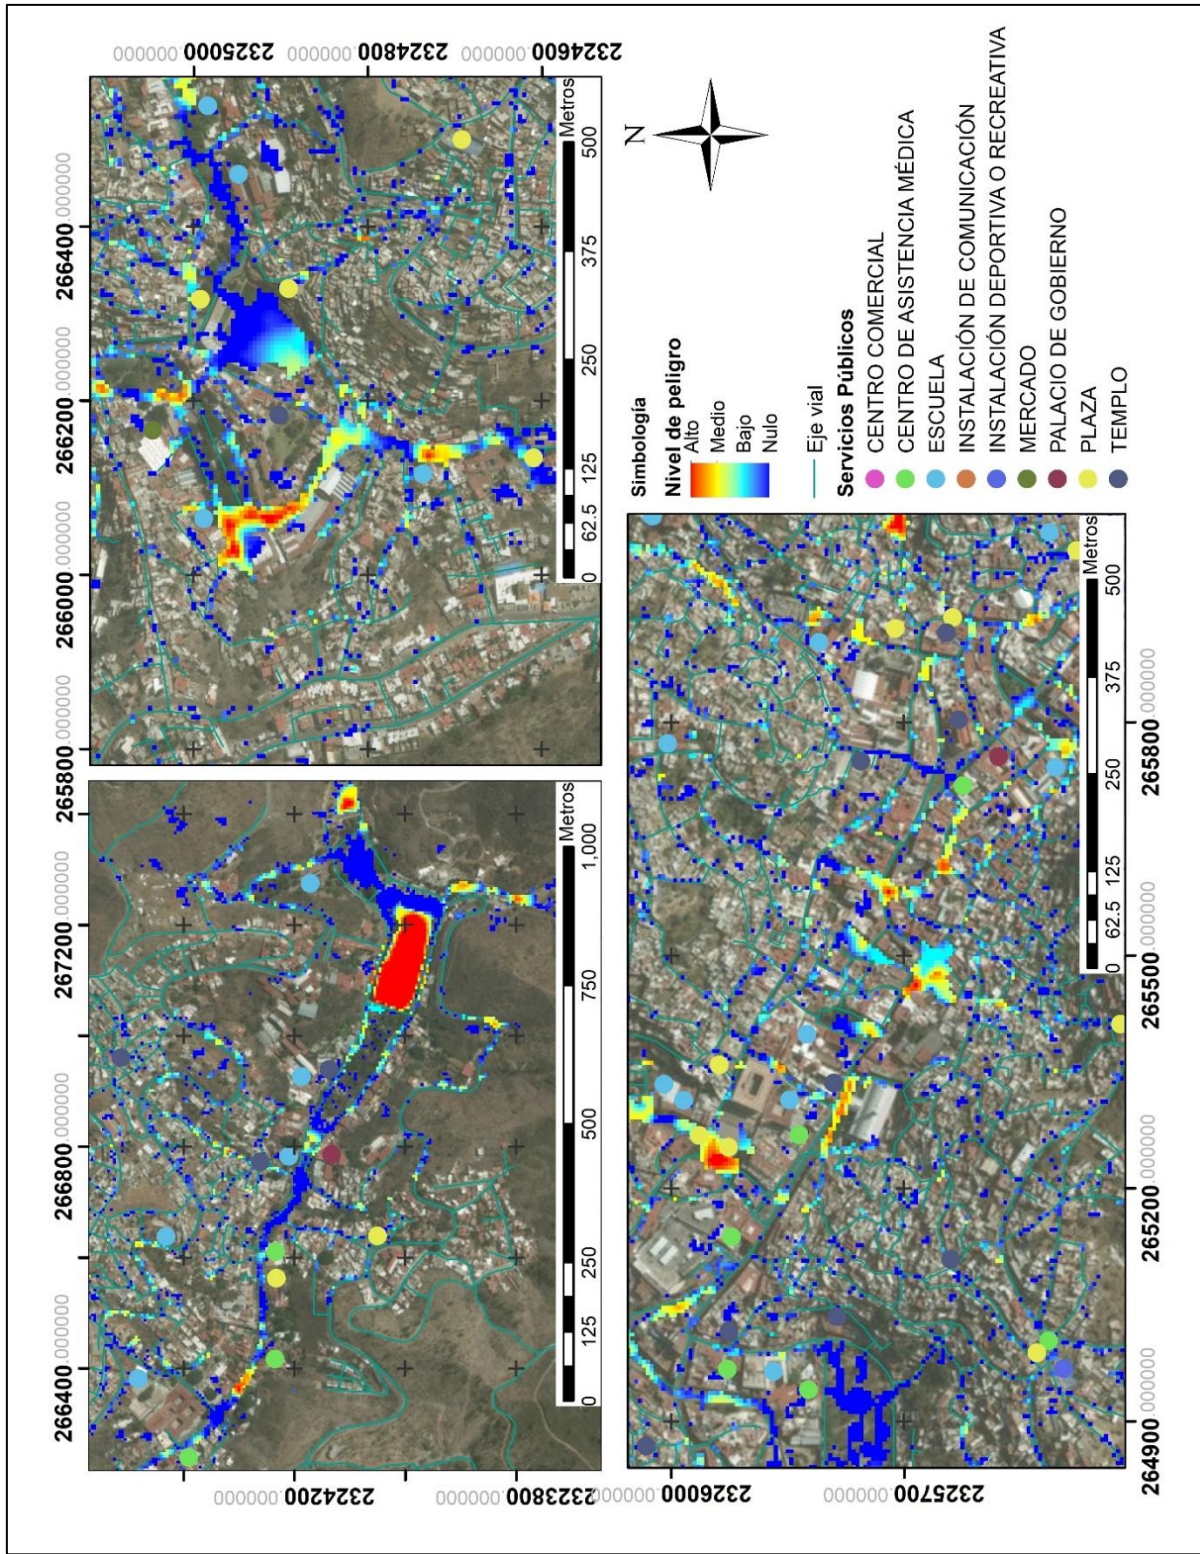 266400.000000 266800.000000 267200.000000
265800.000000 266000.000000 266200.000000 266400.000000
2324200.000000
2323800.000000
2325000.000000
2324800.000000
2324600.000000
0 125 250 500 750 1,000
Metros
0 62.5 125 250 375 500
Metros
2326000.000000
2325700.000000
0 62.5 125 250 375 500
Metros
264900.000000 265200.000000 265500.000000 265800.000000
N
Simbología
Nivel de peligro
Alto
Medio
Bajo
Nulo
Eje vial
Servicios Públicos
CENTRO COMERCIAL
CENTRO DE ASISTENCIA MÉDICA
ESCUELA
INSTALACIÓN DE COMUNICACIÓN
INSTALACIÓN DEPORTIVA O RECREATIVA
MERCADO
PALACIO DE GOBIERNO
PLAZA
TEMPLO